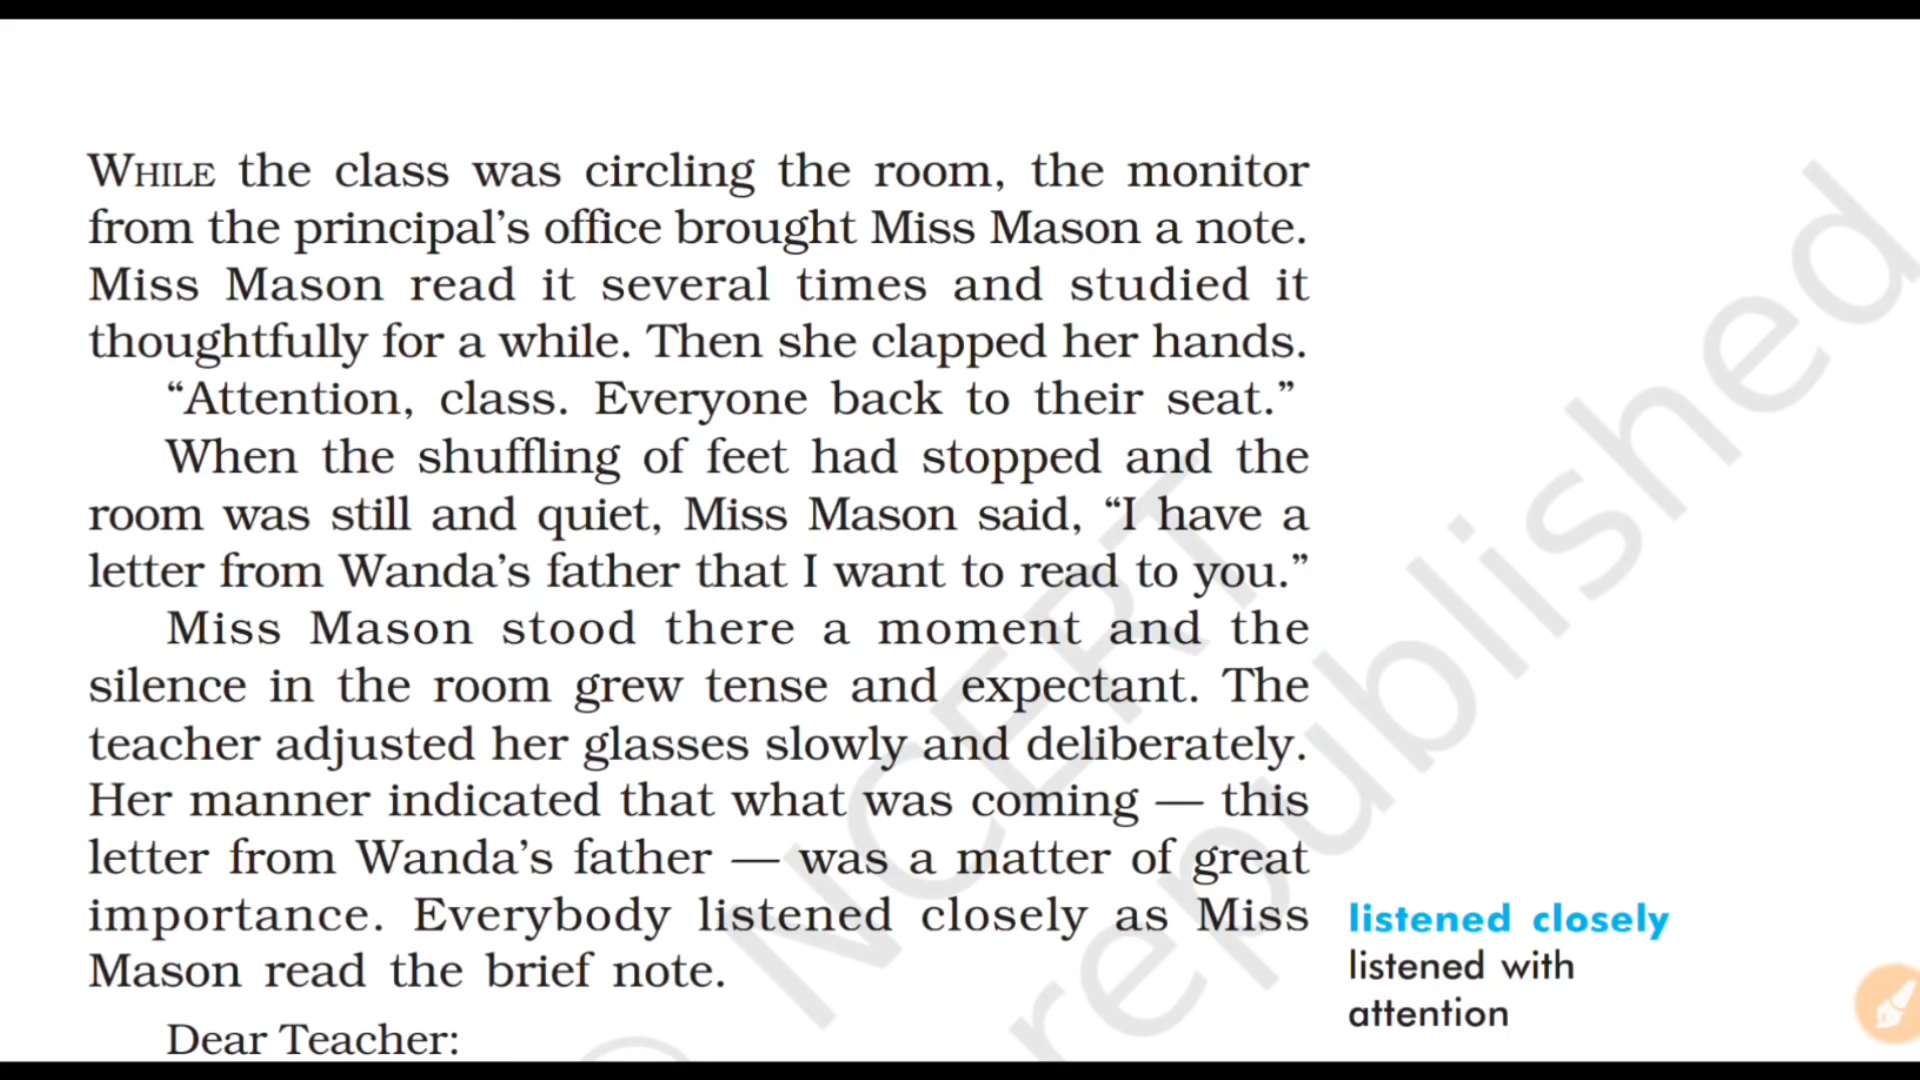 WHILE the class was circling the room, the monitor
from the principal’s office brought Miss Mason a note.
Miss Mason read it several times and studied it
thoughtfully for a while. Then she clapped her hands.
“Attention, class. Everyone back to their seat.”
When the shuffling of feet had stopped and the
room was still and quiet, Miss Mason said, “I have a
letter from Wanda’s father that I want to read to you.”
Miss Mason stood there a moment and the
silence in the room grew tense and expectant. The
teacher adjusted her glasses slowly and deliberately.
Her manner indicated that what was coming — this
letter from Wanda’s father — was a matter of great
importance. Everybody listened closely as Miss
Mason read the brief note.
Dear Teacher:
listened closely
listened with
attention
© NCERT
republished